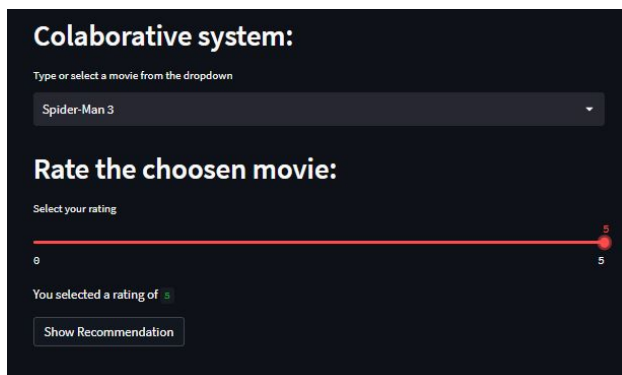 Colaborative system:
Type or select a movie from the dropdown
Spider-Man 3
Rate the choosen movie:
Select your rating
5
0 5
You selected a rating of 5
Show Recommendation